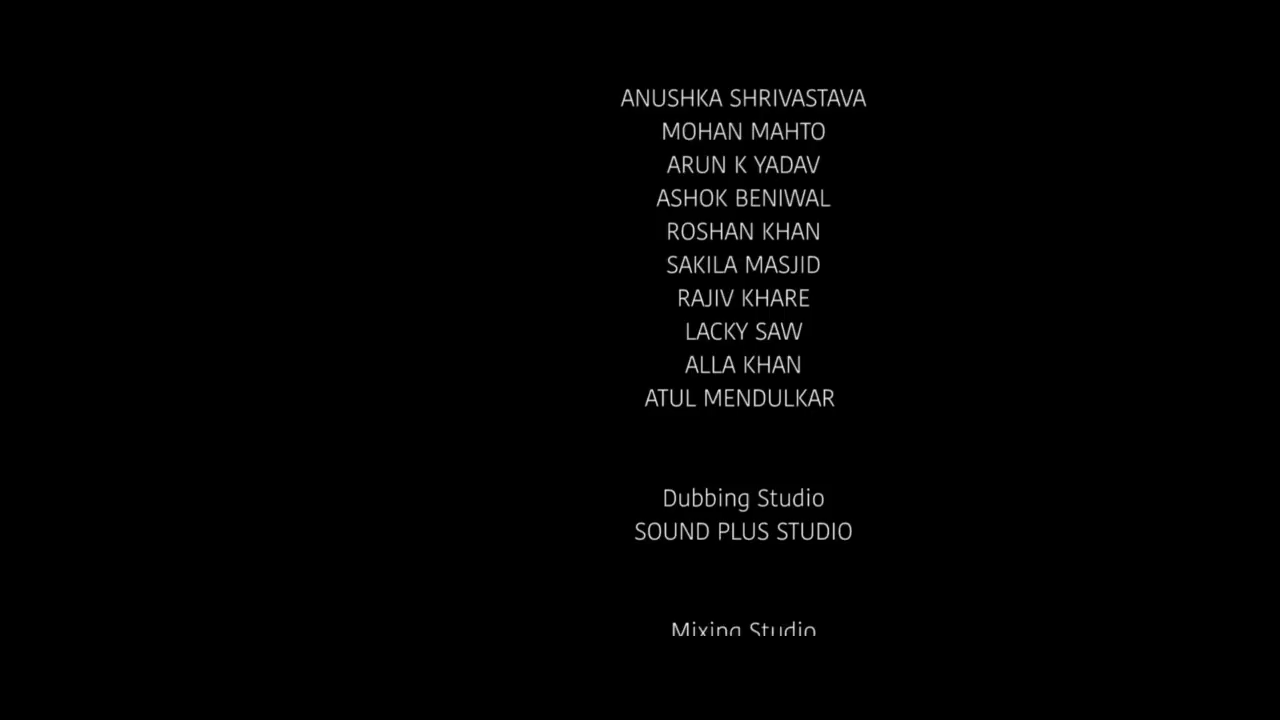 ANUSHKA SHRIVASTAVA
MOHAN MAHTO
ARUN K YADAV
ASHOK BENIWAL
ROSHAN KHAN
SAKILA MASJID
RAJIV KHARE
LACKY SAW
ALLA KHAN
ATUL MENDULKAR
Dubbing Studio
SOUND PLUS STUDIO
Mixing Studio